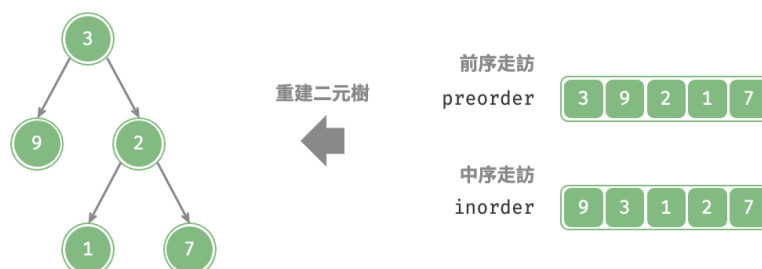 3
9 2
1 7
重建二元樹
前序走訪
preorder 3 9 2 1 7
中序走訪
inorder 9 3 1 2 7